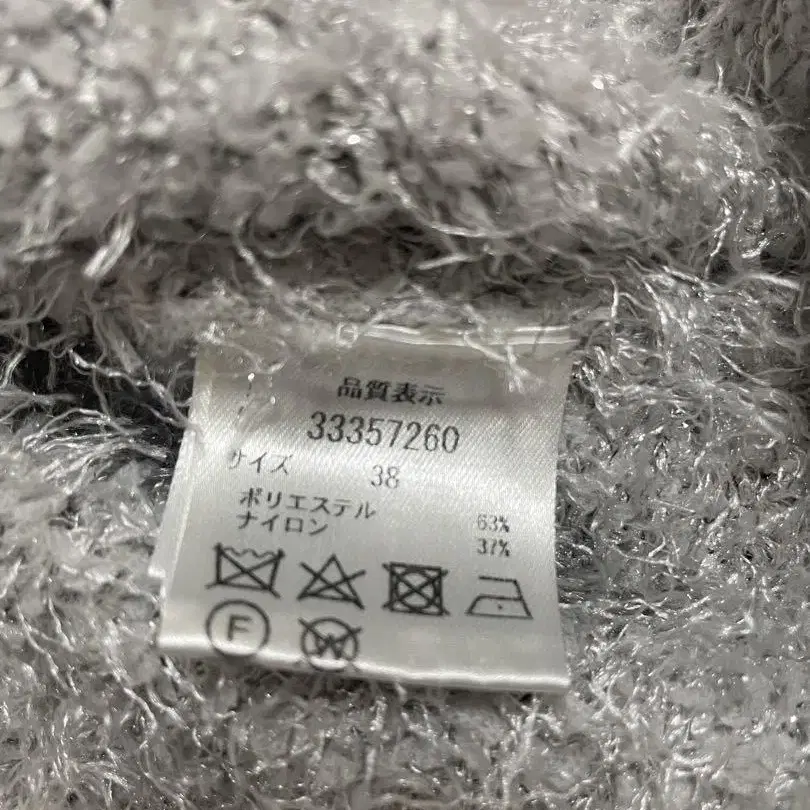 品質表示
33357260
サイズ 38
ポリエステル 63%
ナイロン 37%
F W